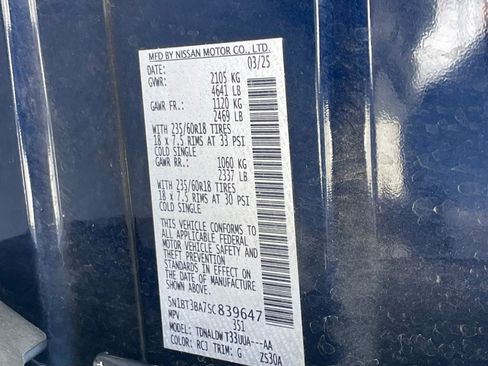 MFD BY NISSAN MOTOR CO., LTD.
DATE: 03/25
GVWR: 2105 KG
4641 LB
GAWR FR.: 1120 KG
2469 LB
WITH 235/60R18 TIRES
18 x 7.5 RIMS AT 33 PSI
COLD SINGLE
GAWR RR.: 1060 KG
2337 LB
WITH 235/60R18 TIRES
18 x 7.5 RIMS AT 30 PSI
COLD SINGLE
THIS VEHICLE CONFORMS TO
ALL APPLICABLE FEDERAL
MOTOR VEHICLE SAFETY AND
STANDARDS IN EFFECT ON
THE DATE OF MANUFACTURE
SHOWN ABOVE.
5N1BT3BA7SC839647
MPV 351
MODEL: TDNALDWT33UUA---AA
COLOR: RCJ TRIM: G ZS30A